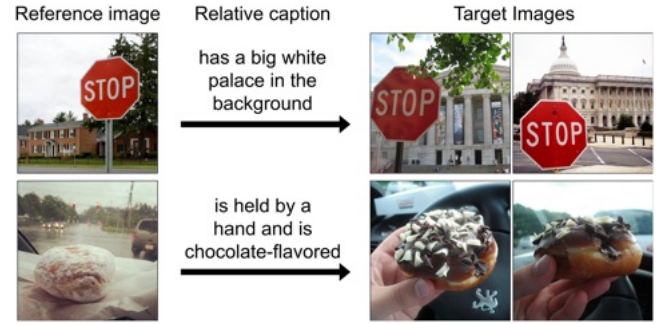 Reference image
Relative caption
Target Images
STOP
has a big white
palace in the
background
STOP
STOP
is held by a
hand and is
chocolate-flavored